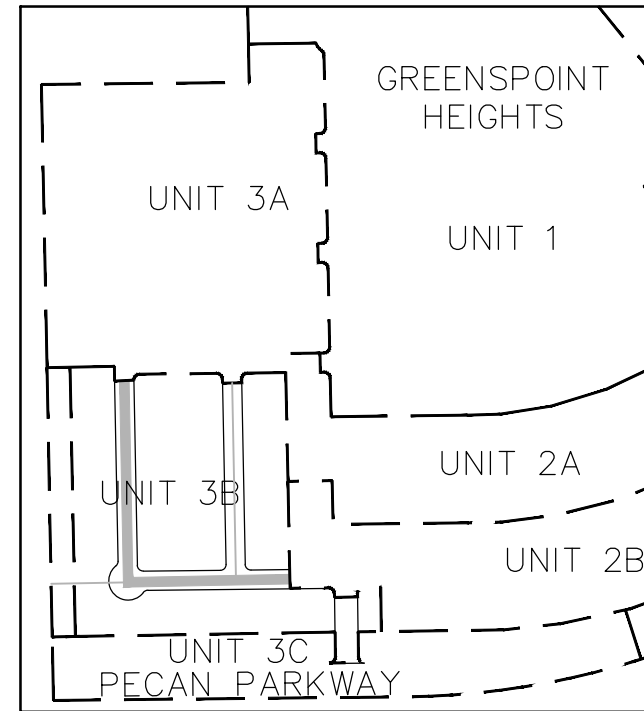 GREENSPOINT
HEIGHTS
UNIT 3A
UNIT 1
UNIT 2A
UNIT 3B
UNIT 2B
UNIT 3C
PECAN PARKWAY